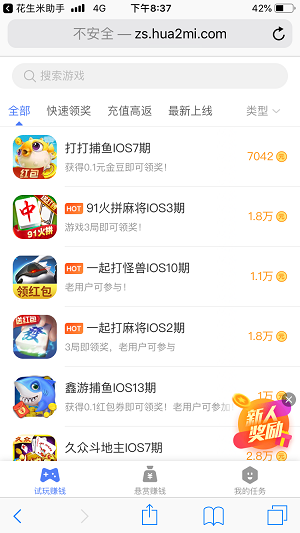 花生米助手 4G 下午8:37 42%
不安全 — zs.hua2mi.com
搜索游戏
全部 快速领奖 充值高返 最新上线 类型
打打捕鱼IOS7期
获得0.1元金豆即可领奖!
7042
红包
HOT 91火拼麻将IOS3期
游戏3局即可领奖!
1.8万
中
91火拼
HOT 一起打怪兽IOS10期
老用户可参与!
1.1万
领红包
HOT 一起打麻将IOS2期
3局即领奖,老用户可参与
1.8万
送红包
鑫游捕鱼IOS13期
获得0.1红包券即可领奖!老用户可参加
1万
新人奖励
久众斗地主IOS7期
2.8万
试玩赚钱 悬赏赚钱 我的任务